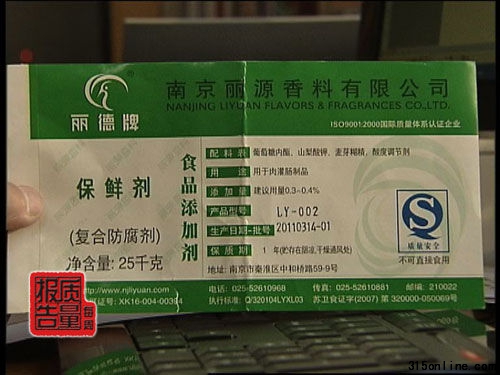 丽德牌
南京丽源香料有限公司
NANJING LIYUAN FLAVORS & FRAGRANCES CO.,LTD.
ISO9001:2000国际质量体系认证企业
保鲜剂
(复合防腐剂)
净含量: 25千克
食品添加剂
配料表 葡萄糖内酯、山梨酸钾、麦芽糊精、酸度调节剂
用途 用于肉灌肠制品
添加量 建议用量0.3~0.4%
产品型号 LY-002
生产日期-批号 20110314-01
保质期 1 年(贮存在阴凉,干燥通风处)
地址: 南京市秦淮区中和桥路59-9号
质量安全
不可直接食用
http://www.njliyuan.com
电话: 025-52610968
传真: 025-52610881
邮编: 210022
证号: XK16-004-00394
执行标准: Q/320104LYXL03
苏卫食证字(2007) 第 320000-050069号
每周
质量
报告
315online.com